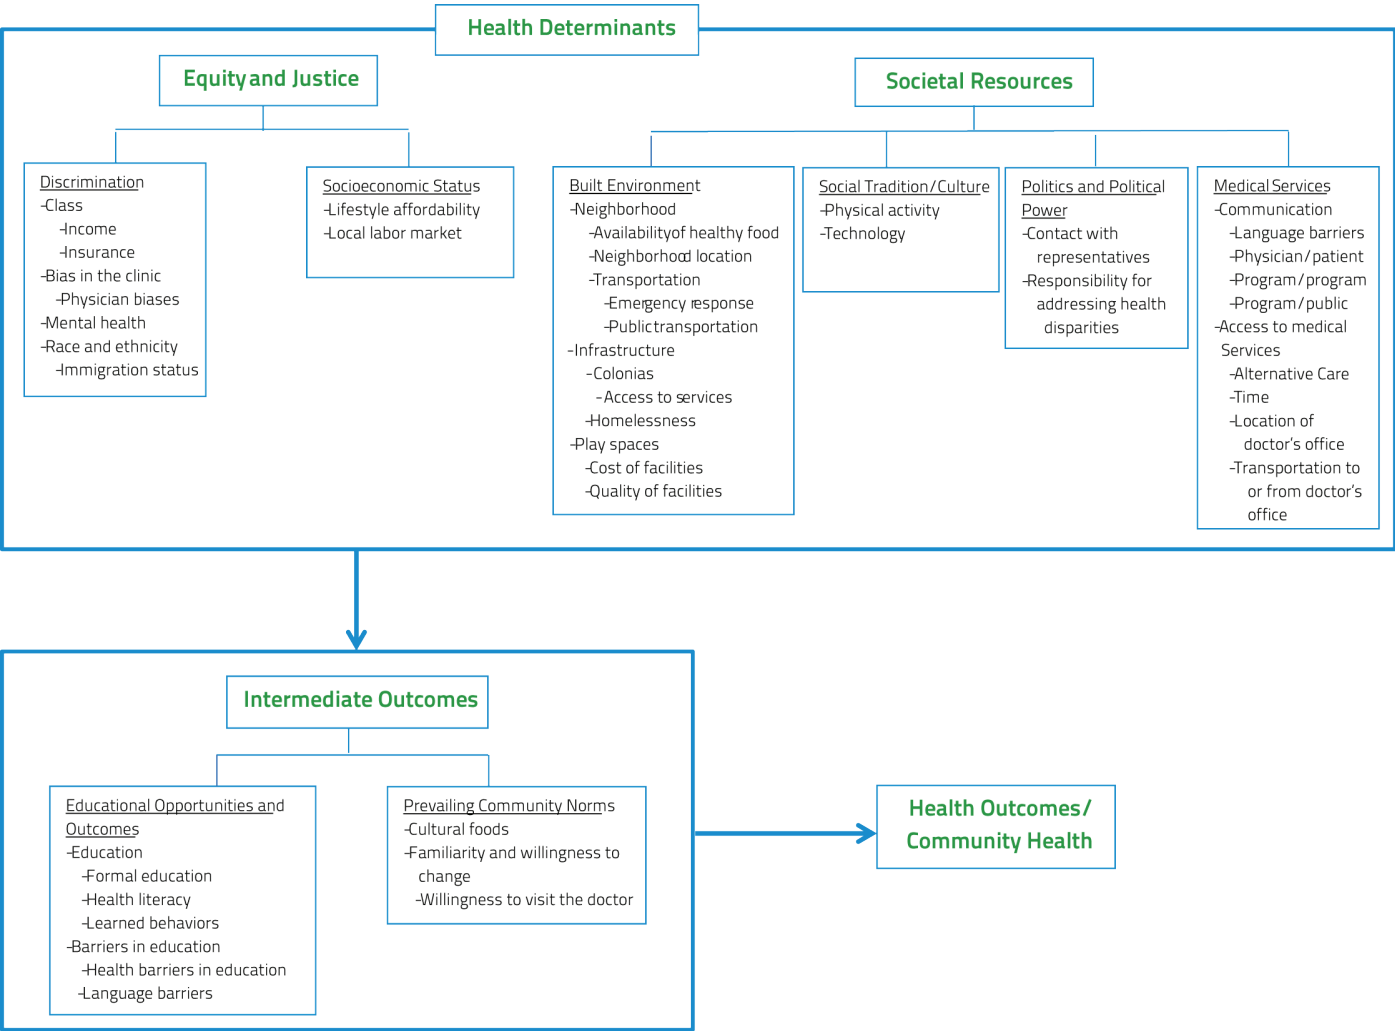 Health Determinants
Equity and Justice
Discrimination
-Class
-Income
-Insurance
-Bias in the clinic
-Physician biases
-Mental health
-Race and ethnicity
-Immigration status
Socioeconomic Status
-Lifestyle affordability
-Local labor market
Societal Resources
Built Environment
-Neighborhood
-Availability of healthy food
-Neighborhood location
-Transportation
-Emergency response
-Public transportation
-Infrastructure
-Colonias
-Access to services
-Homelessness
-Play spaces
-Cost of facilities
-Quality of facilities
Social Tradition/Culture
-Physical activity
-Technology
Politics and Political
Power
-Contact with
representatives
-Responsibility for
addressing health
disparities
Medical Services
-Communication
-Language barriers
-Physician/patient
-Program/program
-Program/public
-Access to medical
Services
-Alternative Care
-Time
-Location of
doctor's office
-Transportation to
or from doctor's
office
Intermediate Outcomes
Educational Opportunities and
Outcomes
-Education
-Formal education
-Health literacy
-Learned behaviors
-Barriers in education
-Health barriers in education
-Language barriers
Prevailing Community Norms
-Cultural foods
-Familiarity and willingness to
change
-Willingness to visit the doctor
Health Outcomes/
Community Health